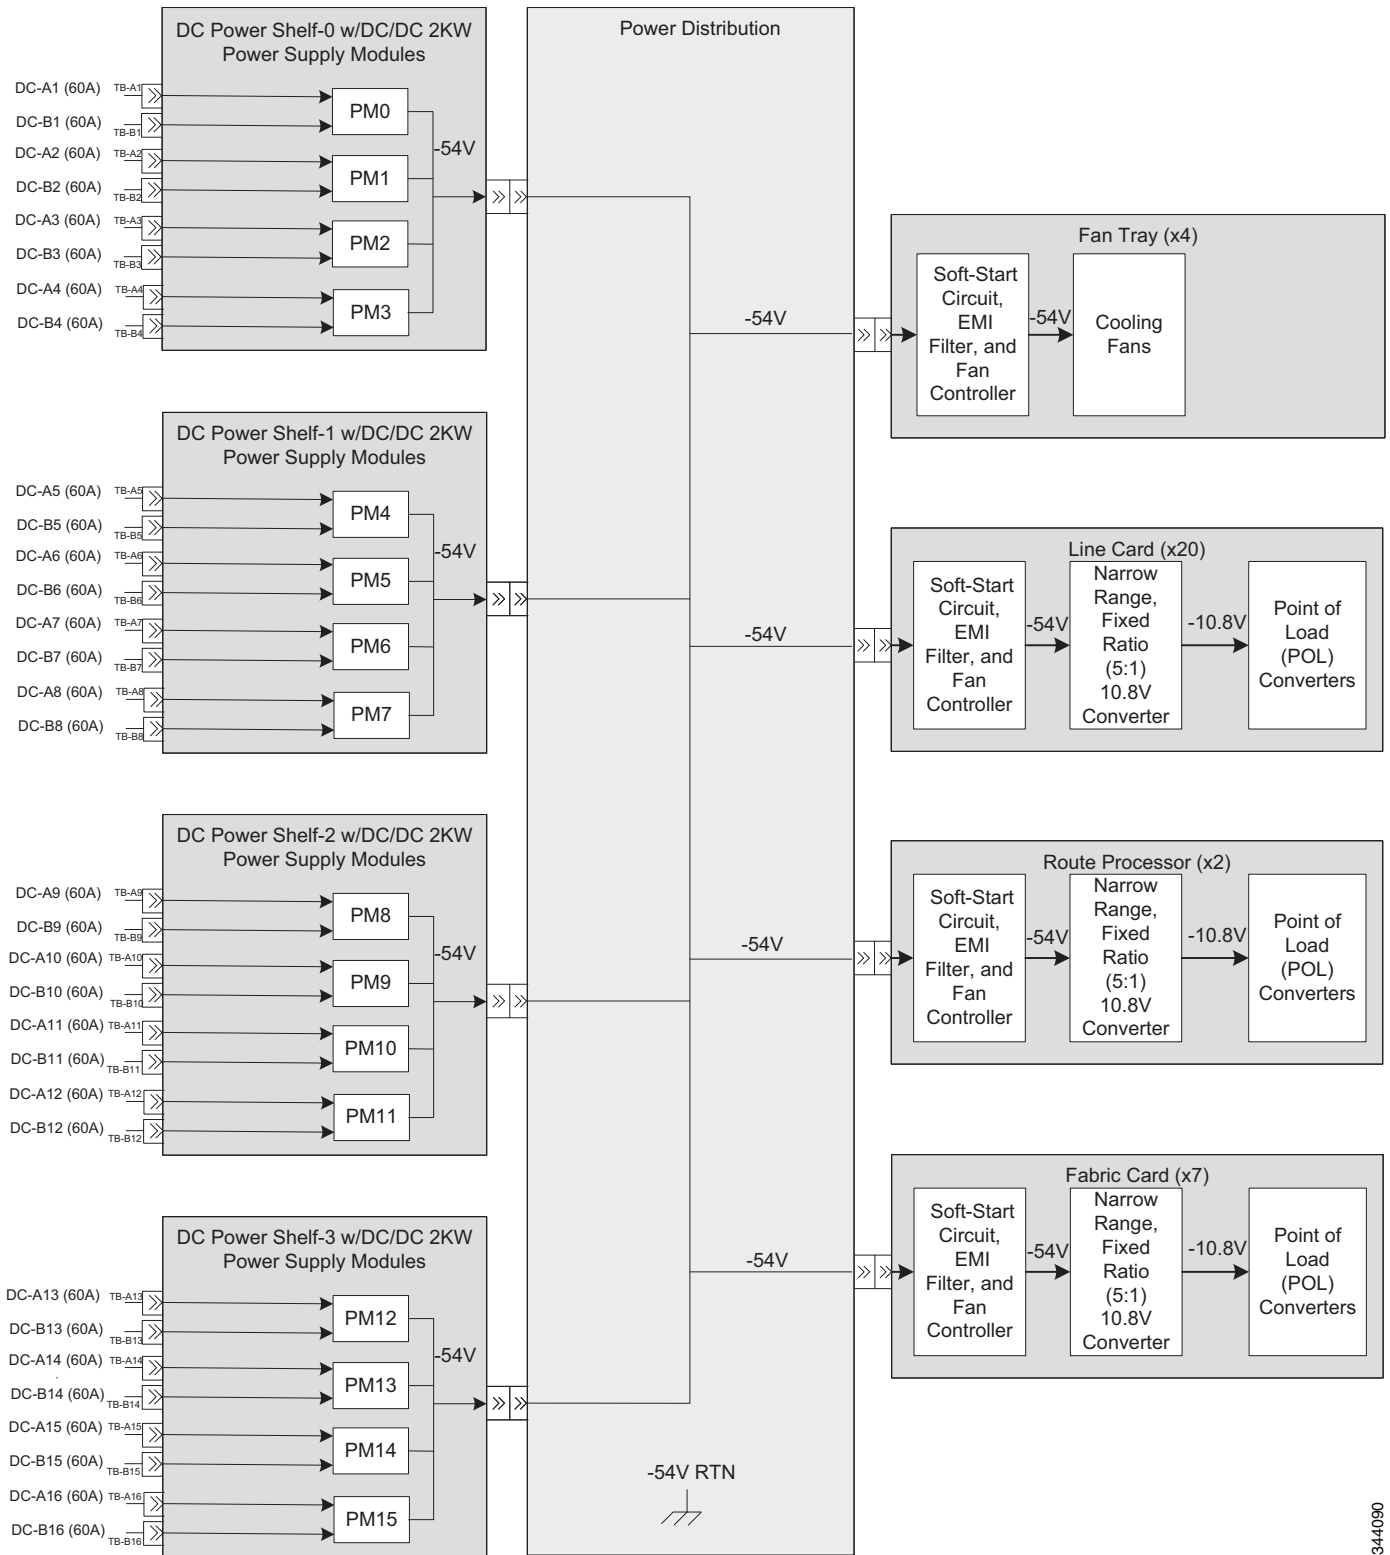 DC Power Shelf-0 w/DC/DC 2KW
Power Supply Modules
DC-A1 (60A) TB-A1
DC-B1 (60A) TB-B1
DC-A2 (60A) TB-A2
DC-B2 (60A) TB-B2
DC-A3 (60A) TB-A3
DC-B3 (60A) TB-B3
DC-A4 (60A) TB-A4
DC-B4 (60A) TB-B4
PM0
PM1
PM2
PM3
-54V
DC Power Shelf-1 w/DC/DC 2KW
Power Supply Modules
DC-A5 (60A) TB-A5
DC-B5 (60A) TB-B5
DC-A6 (60A) TB-A6
DC-B6 (60A) TB-B6
DC-A7 (60A) TB-A7
DC-B7 (60A) TB-B7
DC-A8 (60A) TB-A8
DC-B8 (60A) TB-B8
PM4
PM5
PM6
PM7
-54V
DC Power Shelf-2 w/DC/DC 2KW
Power Supply Modules
DC-A9 (60A) TB-A9
DC-B9 (60A) TB-B9
DC-A10 (60A) TB-A10
DC-B10 (60A) TB-B10
DC-A11 (60A) TB-A11
DC-B11 (60A) TB-B11
DC-A12 (60A) TB-A12
DC-B12 (60A) TB-B12
PM8
PM9
PM10
PM11
-54V
DC Power Shelf-3 w/DC/DC 2KW
Power Supply Modules
DC-A13 (60A) TB-A13
DC-B13 (60A) TB-B13
DC-A14 (60A) TB-A14
DC-B14 (60A) TB-B14
DC-A15 (60A) TB-A15
DC-B15 (60A) TB-B15
DC-A16 (60A) TB-A16
DC-B16 (60A) TB-B16
PM12
PM13
PM14
PM15
-54V
Power Distribution
-54V
-54V
-54V
-54V
-54V RTN
Fan Tray (x4)
Soft-Start
Circuit,
EMI
Filter, and
Fan
Controller
-54V
Cooling
Fans
Line Card (x20)
Soft-Start
Circuit,
EMI
Filter, and
Fan
Controller
-54V
Narrow
Range,
Fixed
Ratio
(5:1)
10.8V
Converter
-10.8V
Point of
Load
(POL)
Converters
Route Processor (x2)
Soft-Start
Circuit,
EMI
Filter, and
Fan
Controller
-54V
Narrow
Range,
Fixed
Ratio
(5:1)
10.8V
Converter
-10.8V
Point of
Load
(POL)
Converters
Fabric Card (x7)
Soft-Start
Circuit,
EMI
Filter, and
Fan
Controller
-54V
Narrow
Range,
Fixed
Ratio
(5:1)
10.8V
Converter
-10.8V
Point of
Load
(POL)
Converters
344090